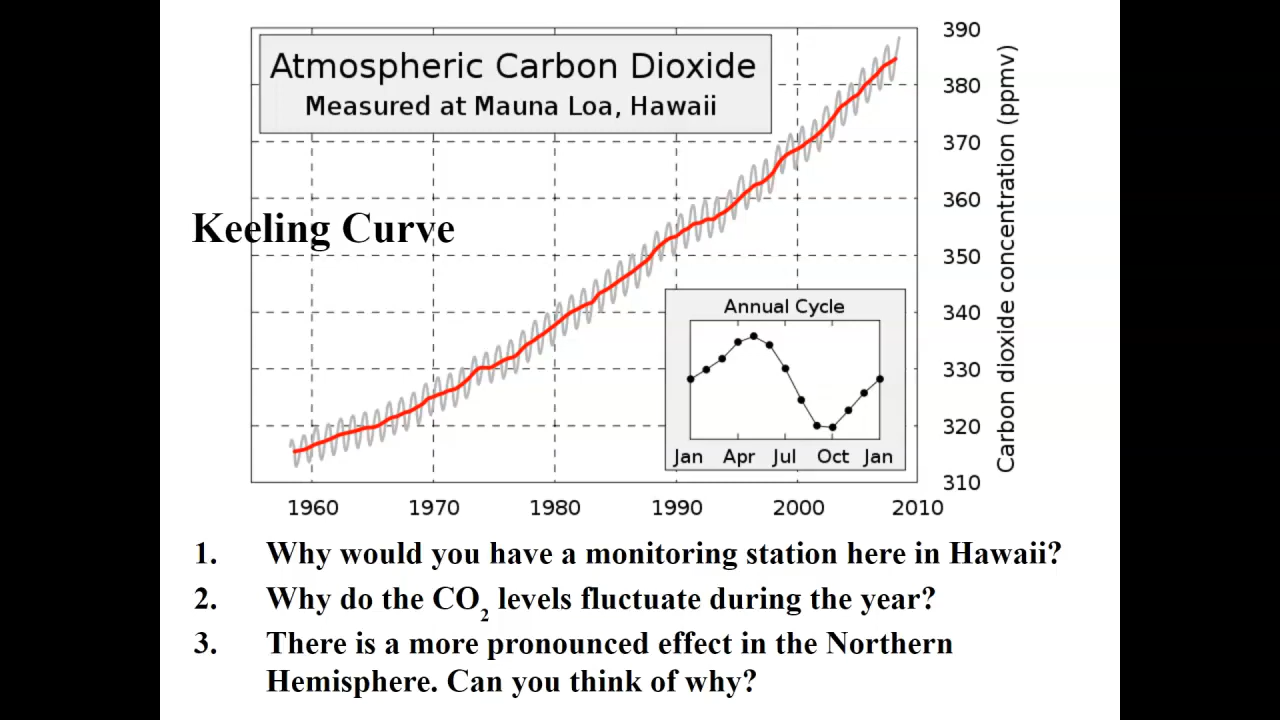 Atmospheric Carbon Dioxide
Measured at Mauna Loa, Hawaii
Keeling Curve
390
380
370
360
350
340
330
320
310
Carbon dioxide concentration (ppmv)
Annual Cycle
Jan Apr Jul Oct Jan
1960 1970 1980 1990 2000 2010
1. Why would you have a monitoring station here in Hawaii?
2. Why do the CO₂ levels fluctuate during the year?
3. There is a more pronounced effect in the Northern
Hemisphere. Can you think of why?